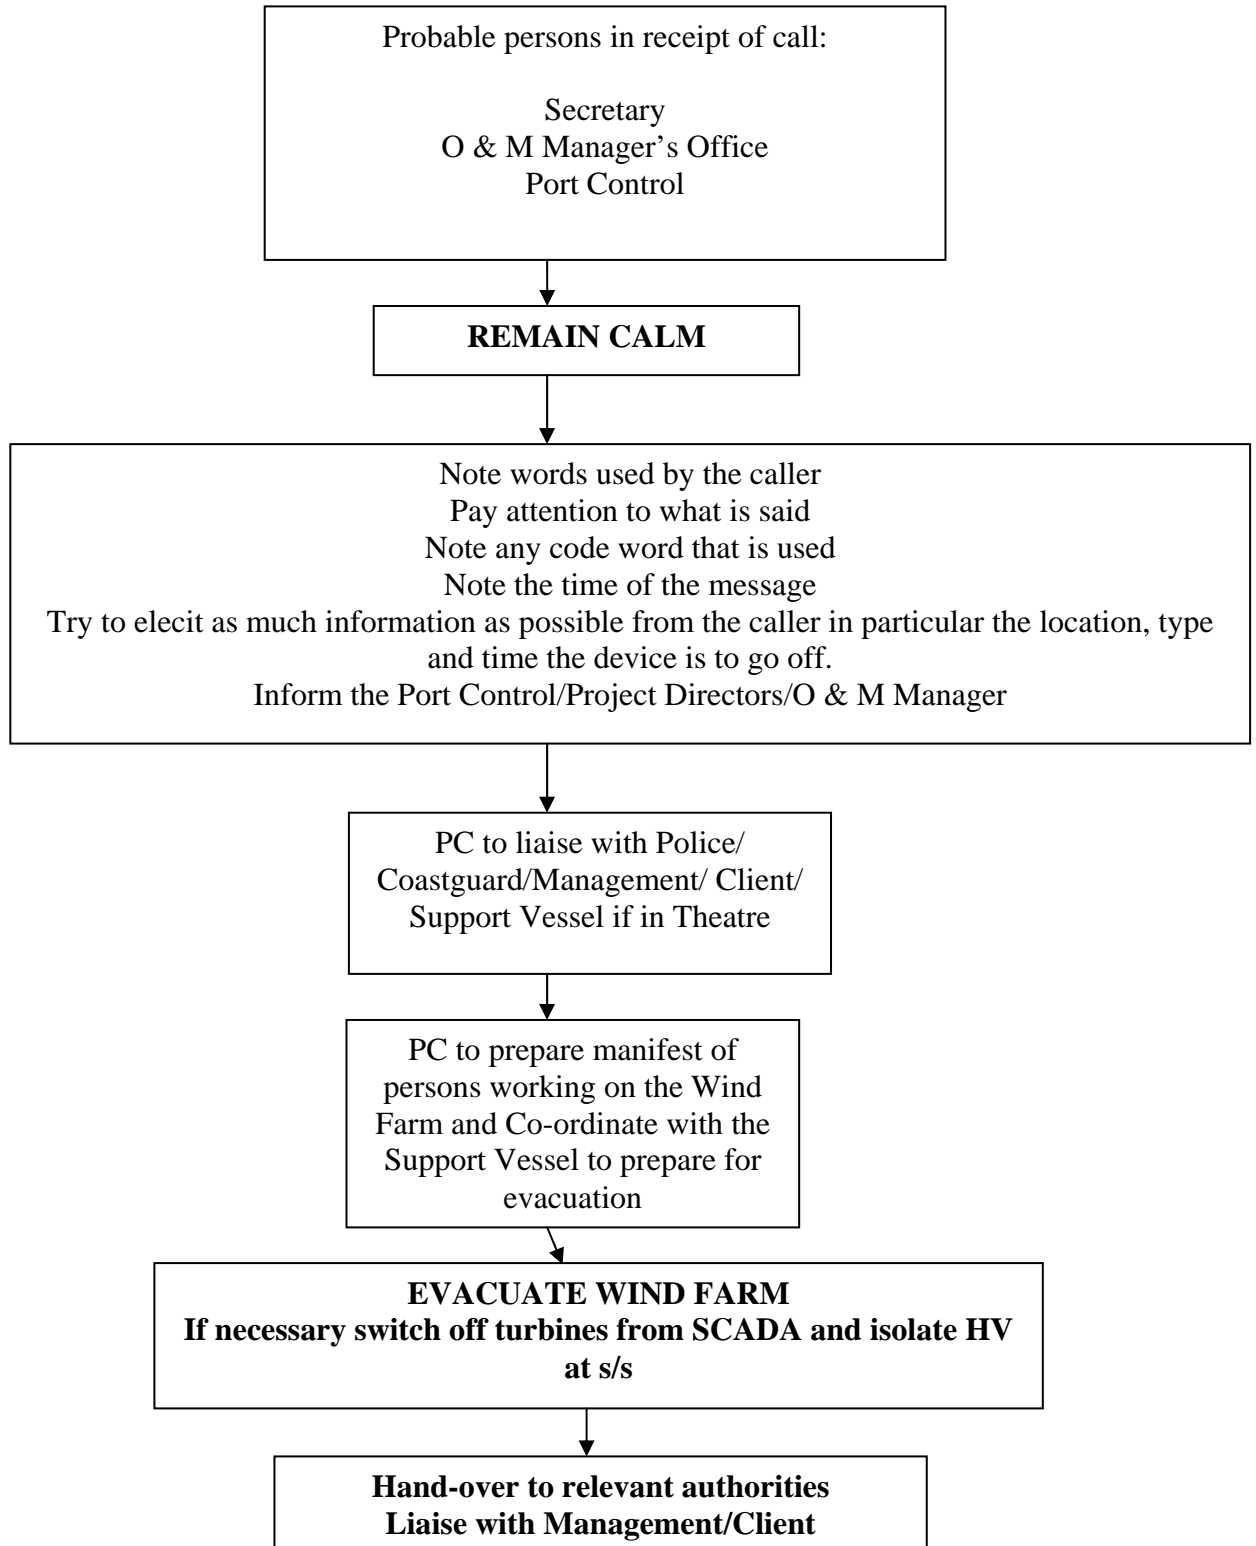 Probable persons in receipt of call:
Secretary
O & M Manager’s Office
Port Control
REMAIN CALM
Note words used by the caller
Pay attention to what is said
Note any code word that is used
Note the time of the message
Try to elecit as much information as possible from the caller in particular the location, type
and time the device is to go off.
Inform the Port Control/Project Directors/O & M Manager
PC to liaise with Police/
Coastguard/Management/ Client/
Support Vessel if in Theatre
PC to prepare manifest of
persons working on the Wind
Farm and Co-ordinate with the
Support Vessel to prepare for
evacuation
EVACUATE WIND FARM
If necessary switch off turbines from SCADA and isolate HV
at s/s
Hand-over to relevant authorities
Liaise with Management/Client